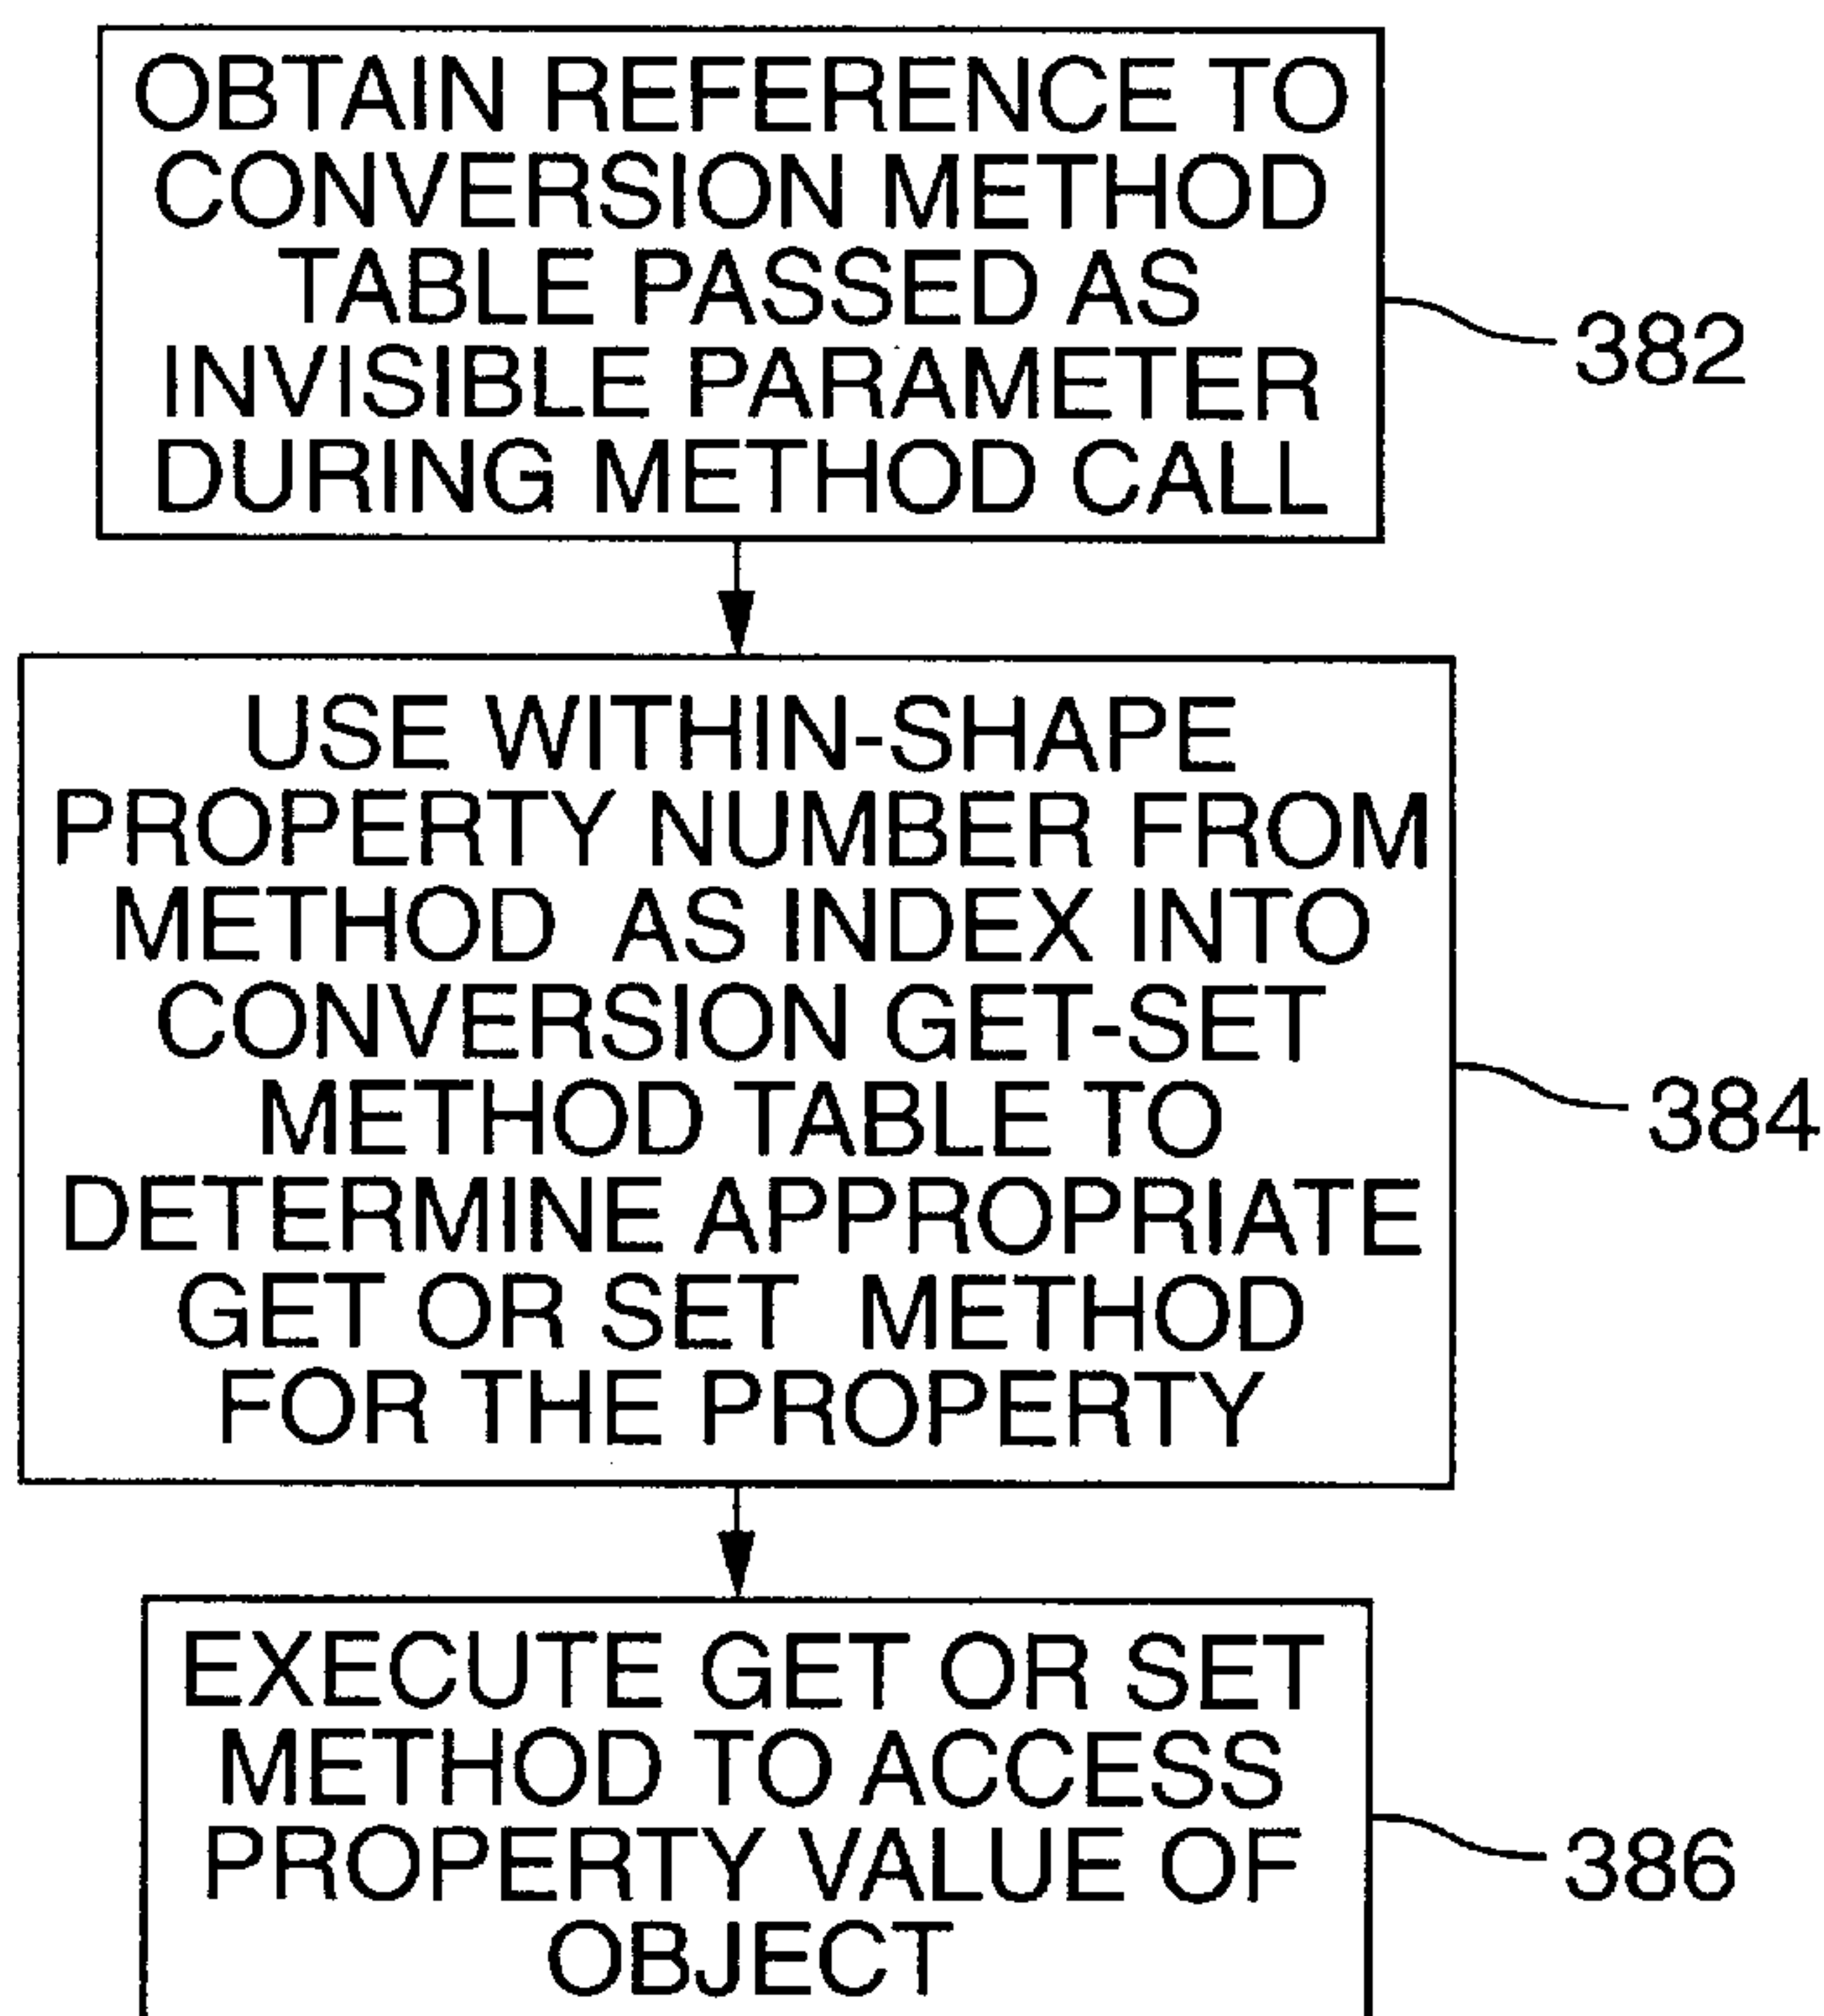 OBTAIN REFERENCE TO
CONVERSION METHOD
TABLE PASSED AS
INVISIBLE PARAMETER
DURING METHOD CALL
382
USE WITHIN-SHAPE
PROPERTY NUMBER FROM
METHOD AS INDEX INTO
CONVERSION GET-SET
METHOD TABLE TO
DETERMINE APPROPRIATE
GET OR SET METHOD
FOR THE PROPERTY
384
EXECUTE GET OR SET
METHOD TO ACCESS
PROPERTY VALUE OF
OBJECT
386